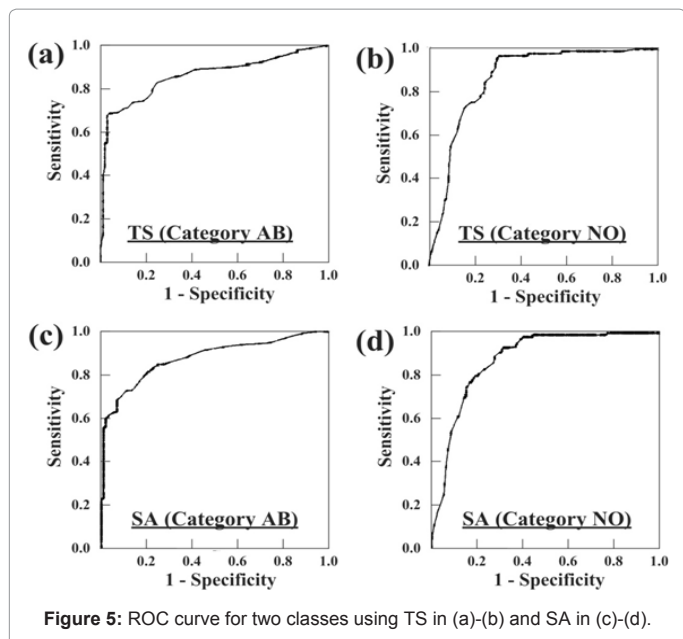 (a)
1.0
0.8
0.6
0.4
0.2
0.0
Sensitivity
TS (Category AB)
0.2 0.4 0.6 0.8 1.0
1 - Specificity
(b)
1.0
0.8
0.6
0.4
0.2
0.0
Sensitivity
TS (Category NO)
0.2 0.4 0.6 0.8 1.0
1 - Specificity
(c)
1.0
0.8
0.6
0.4
0.2
0.0
Sensitivity
SA (Category AB)
0.2 0.4 0.6 0.8 1.0
1 - Specificity
(d)
1.0
0.8
0.6
0.4
0.2
0.0
Sensitivity
SA (Category NO)
0.2 0.4 0.6 0.8 1.0
1 - Specificity
Figure 5: ROC curve for two classes using TS in (a)-(b) and SA in (c)-(d).